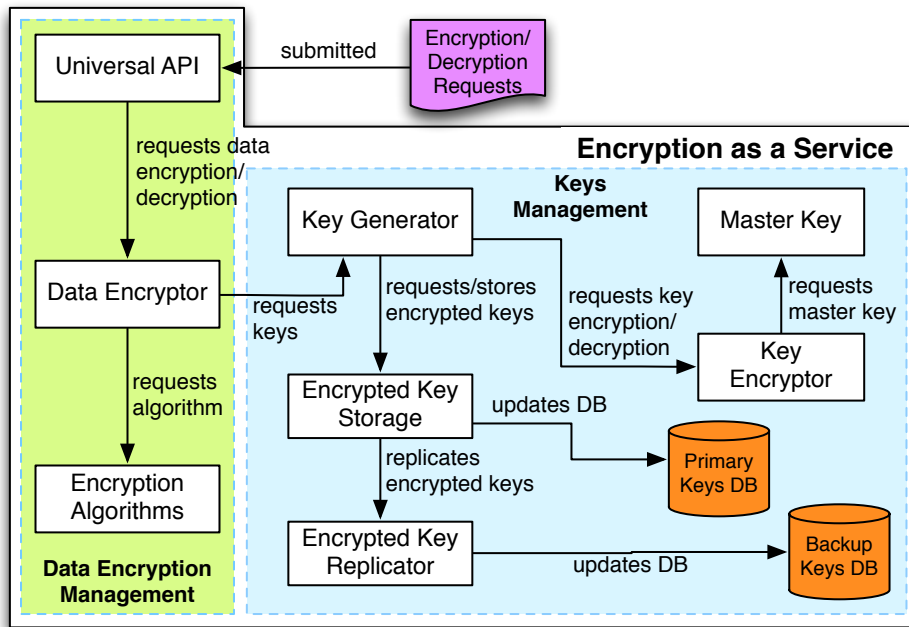 Universal API
submitted
Encryption/
Decryption
Requests
requests data
encryption/
decryption
Encryption as a Service
Keys
Management
Key Generator
Master Key
Data Encryptor
requests
keys
requests/stores
encrypted keys
requests key
encryption/
decryption
requests
master key
Key
Encryptor
requests
algorithm
Encrypted Key
Storage
updates DB
Primary
Keys DB
replicates
encrypted keys
Encryption
Algorithms
Encrypted Key
Replicator
updates DB
Backup
Keys DB
Data Encryption
Management